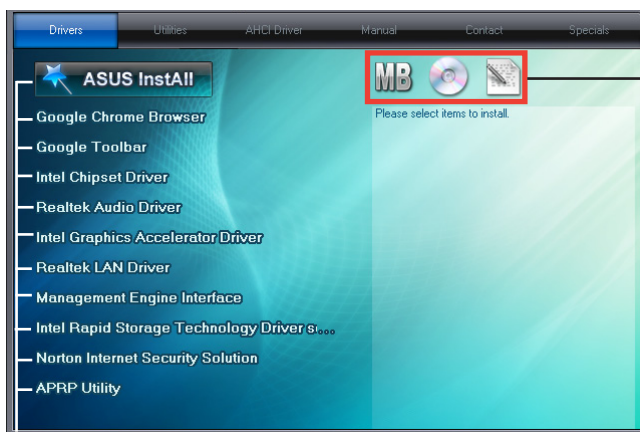 Drivers Utilities AHCI Driver Manual Contact Specials
ASUS InstAll
MB
Please select items to install.
Google Chrome Browser
Google Toolbar
Intel Chipset Driver
Realtek Audio Driver
Intel Graphics Accelerator Driver
Realtek LAN Driver
Management Engine Interface
Intel Rapid Storage Technology Driver s...
Norton Internet Security Solution
APRP Utility